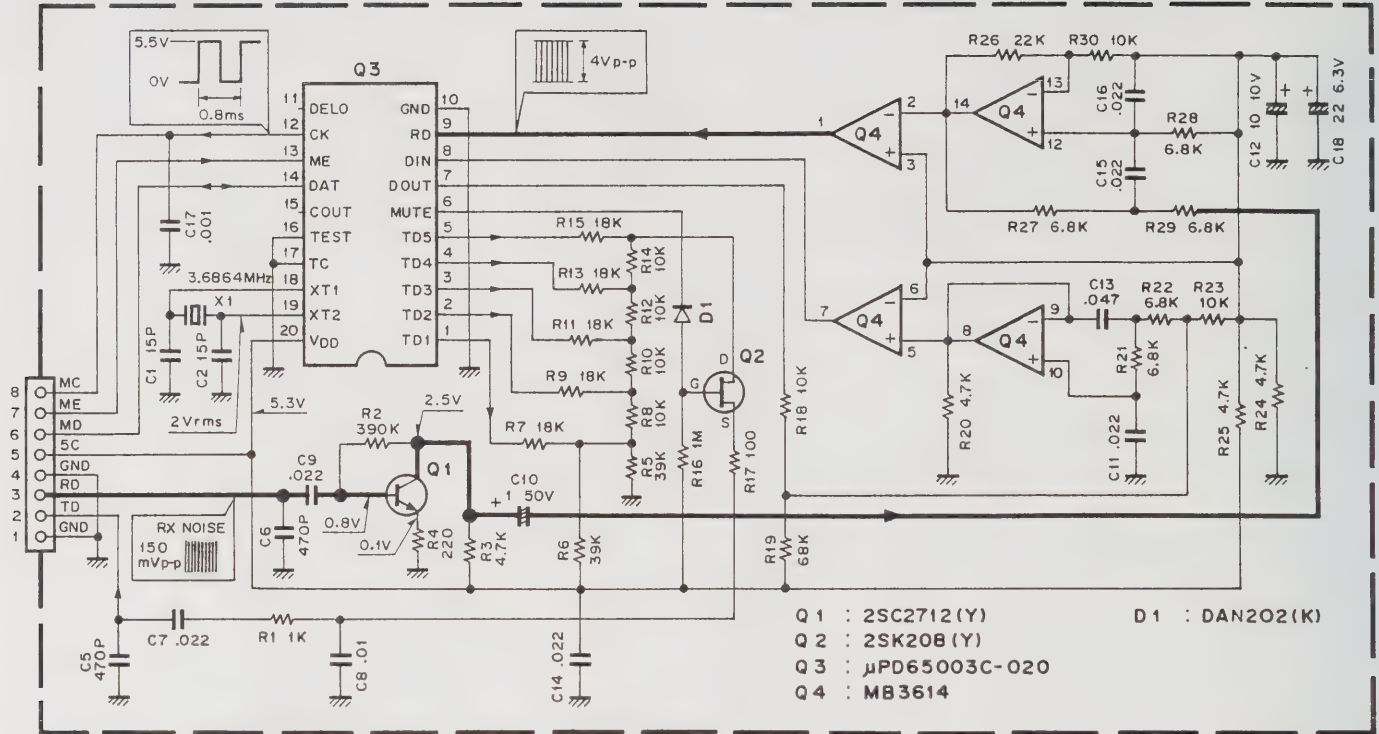 5.5V
0V
0.8ms
Q3
4Vp-p
11 DELO
12 CK
13 ME
14 DAT
15 COUT
16 TEST
17 TC
18 XT1
19 XT2
20 VDD
GND 10
RD 9
DIN 8
DOUT 7
MUTE 6
TD5 5
TD4 4
TD3 3
TD2 2
TD1 1
C17 .001
3.6864MHz
X1
C1 15P
C2 15P
2Vrms
5.3V
8 MC
7 ME
6 MD
5 5C
4 GND
3 RD
2 TD
1 GND
RX NOISE
150
mVp-p
C6 470P
C9
.022
R2
390K
2.5V
Q1
0.8V
0.1V
R4 220
R3 4.7K
C10
+
1 50V
C5 470P
C7 .022
R1 1K
C8 .01
C14 .022
R6 39K
R15 18K
R14 10K
R13 18K
R12 10K
R11 18K
R10 10K
R9 18K
R8 10K
R7 18K
R5 39K
D1
Q2
D
G
S
R16 1M
R17 100
R18 10K
R19 68K
1
Q4
2
−
3
+
14
Q4
13
−
12
+
R26 22K
R30 10K
C16 .022
R28
6.8K
C15 .022
R27 6.8K
R29 6.8K
C12 10 10V
+
C18 22 6.3V
+
7
Q4
6
−
5
+
8
Q4
9
−
10
+
C13
.047
R22
6.8K
R23
10K
R21
6.8K
R20 4.7K
C11 .022
R25 4.7K
R24 4.7K
Q1 : 2SC2712(Y)
D1 : DAN202(K)
Q2 : 2SK208(Y)
Q3 : μPD65003C-020
Q4 : MB3614